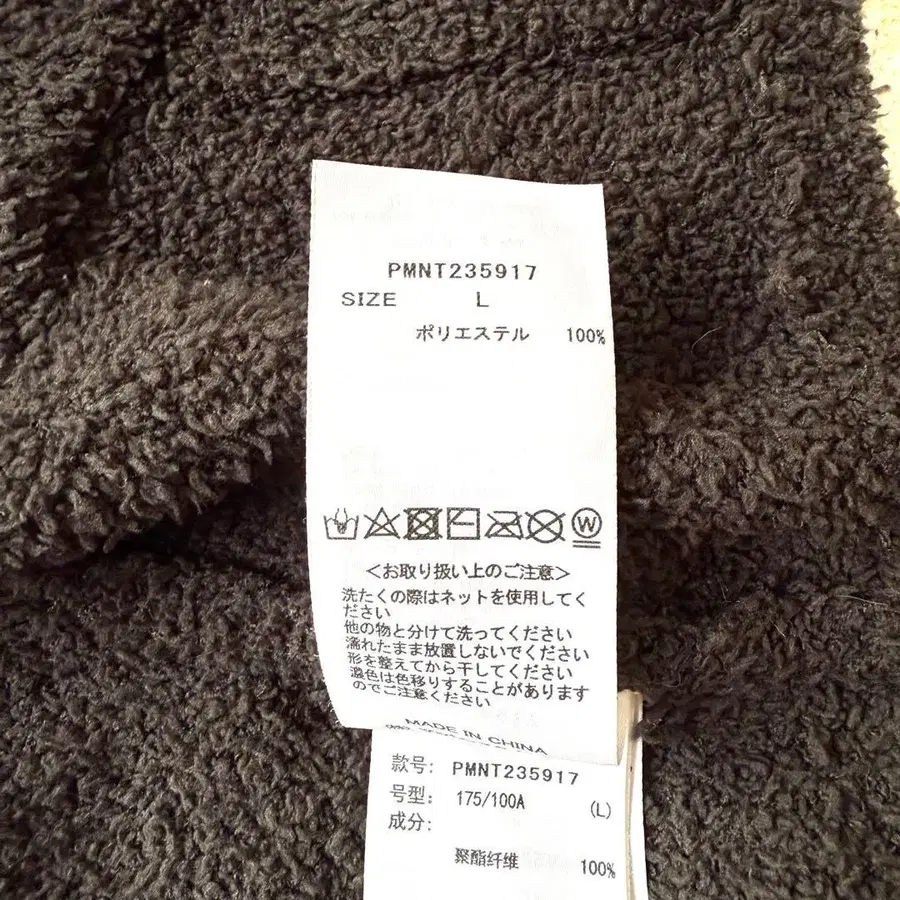 PMNT235917
SIZE L
ポリエステル 100%
W
<お取り扱い上のご注意>
洗たくの際はネットを使用してく
ださい
他の物と分けて洗ってください
濡れたまま放置しないでください
形を整えてから干してください
濃色は色移りすることがあります
のでご注意ください
MADE IN CHINA
款号: PMNT235917
号型: 175/100A (L)
成分:
聚酯纤维 100%